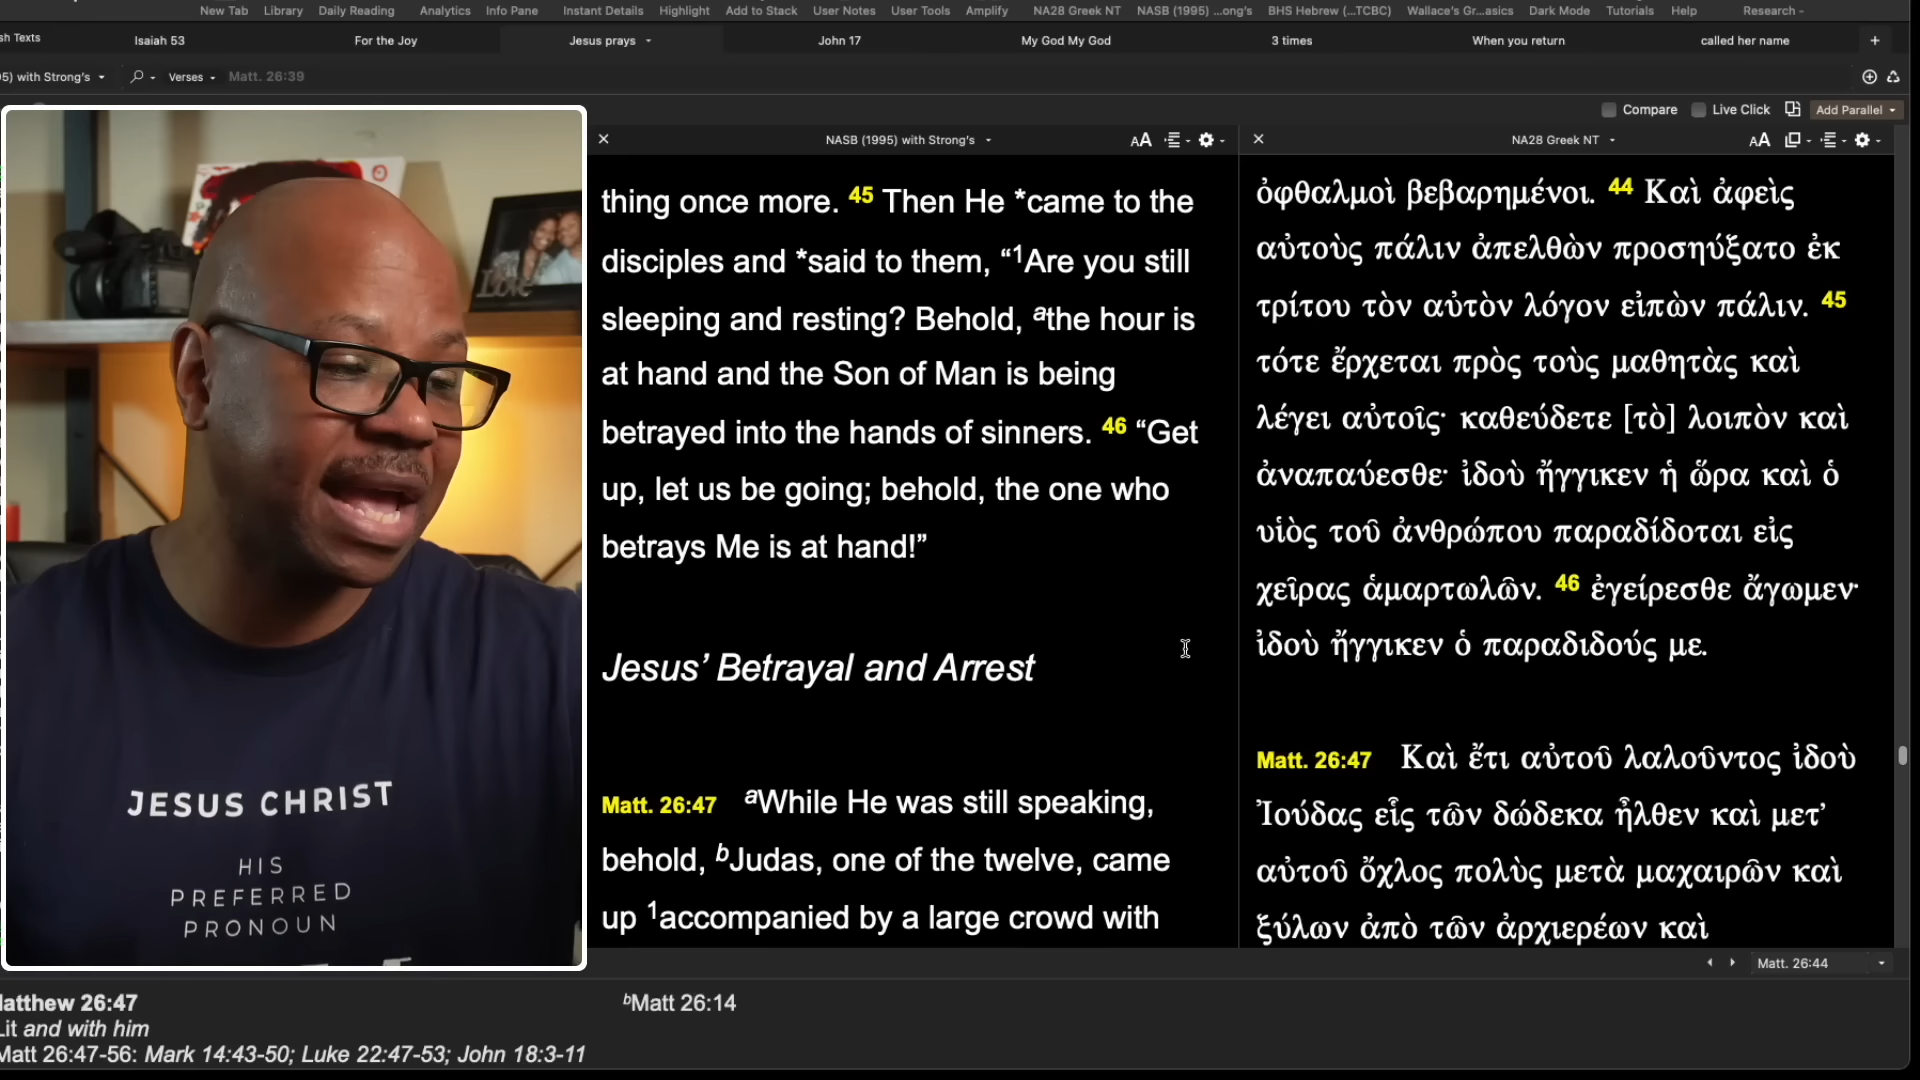 New Tab Library Daily Reading Analytics Info Pane Instant Details Highlight Add to Stack User Notes User Tools Amplify NA28 Greek NT NASB (1995) ...ong's BHS Hebrew (...TCBC) Wallace's Gr...asics Dark Mode Tutorials Help Research
sh Texts Isaiah 53 For the Joy Jesus prays John 17 My God My God 3 times When you return called her name +
95) with Strong's Verses Matt. 26:39
Compare Live Click Add Parallel
NASB (1995) with Strong's AA
thing once more. 45 Then He *came to the
disciples and *said to them, “1Are you still
sleeping and resting? Behold, athe hour is
at hand and the Son of Man is being
betrayed into the hands of sinners. 46 “Get
up, let us be going; behold, the one who
betrays Me is at hand!”
Jesus’ Betrayal and Arrest
Matt. 26:47 aWhile He was still speaking,
behold, bJudas, one of the twelve, came
up 1accompanied by a large crowd with
NA28 Greek NT AA
ὀφθαλμοὶ βεβαρημένοι. 44 Καὶ ἀφεὶς
αὐτοὺς πάλιν ἀπελθὼν προσηύξατο ἐκ
τρίτου τὸν αὐτὸν λόγον εἰπὼν πάλιν. 45
τότε ἔρχεται πρὸς τοὺς μαθητὰς καὶ
λέγει αὐτοῖς· καθεύδετε [τὸ] λοιπὸν καὶ
ἀναπαύεσθε· ἰδοὺ ἤγγικεν ἡ ὥρα καὶ ὁ
υἱὸς τοῦ ἀνθρώπου παραδίδοται εἰς
χεῖρας ἁμαρτωλῶν. 46 ἐγείρεσθε ἄγωμεν·
ἰδοὺ ἤγγικεν ὁ παραδιδούς με.
Matt. 26:47 Καὶ ἔτι αὐτοῦ λαλοῦντος ἰδοὺ
Ἰούδας εἷς τῶν δώδεκα ἦλθεν καὶ μετ’
αὐτοῦ ὄχλος πολὺς μετὰ μαχαιρῶν καὶ
ξύλων ἀπὸ τῶν ἀρχιερέων καὶ
Matt. 26:44
Love
JESUS CHRIST
HIS
PREFERRED
PRONOUN
atthew 26:47
Lit and with him
Matt 26:47-56: Mark 14:43-50; Luke 22:47-53; John 18:3-11
bMatt 26:14